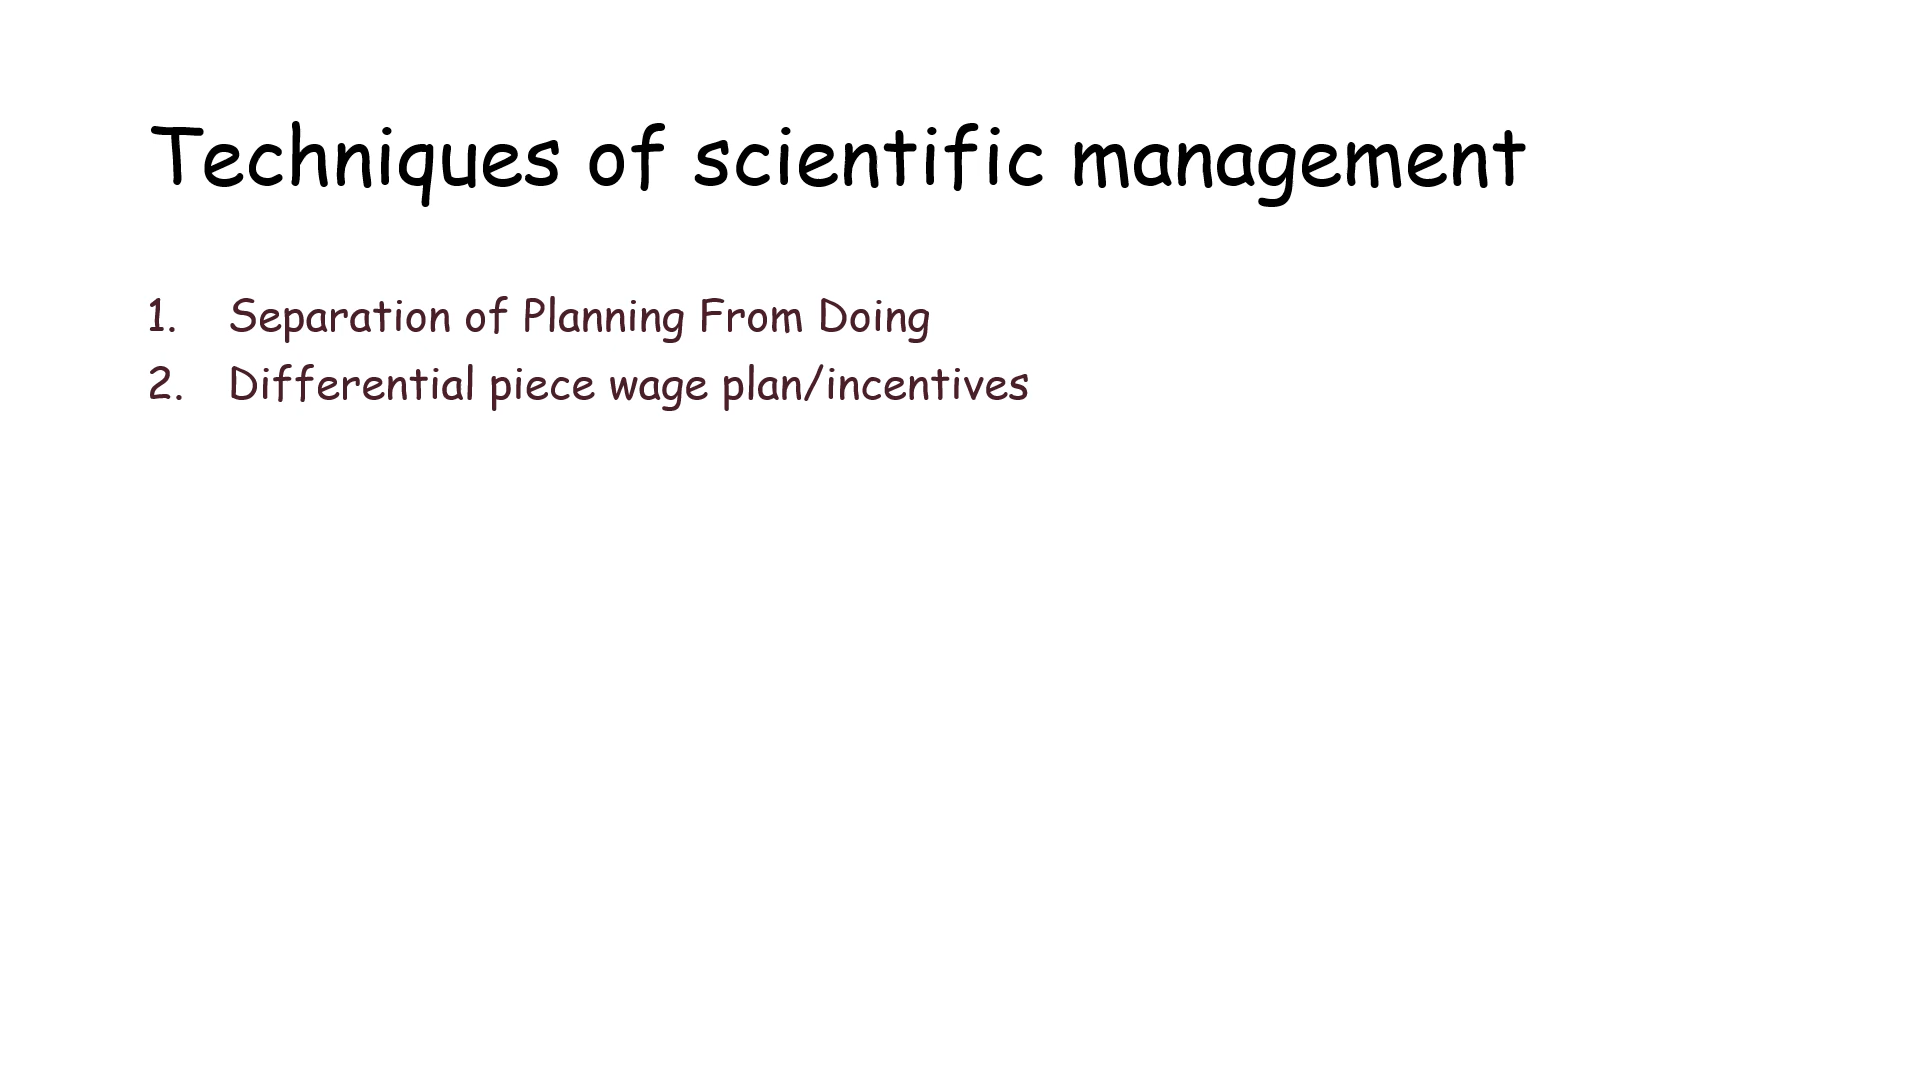 Techniques of scientific management
1. Separation of Planning From Doing
2. Differential piece wage plan/incentives